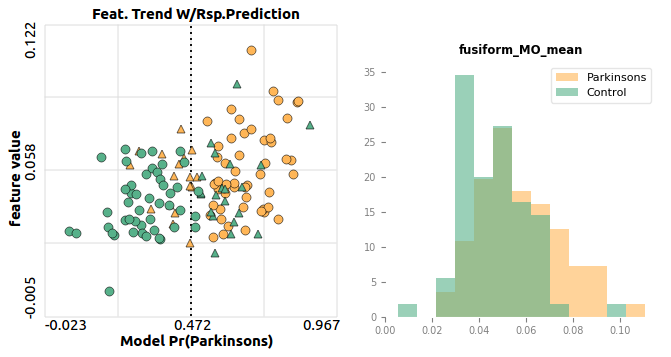 Feat. Trend W/Rsp.Prediction
0.122
0.058
-0.005
feature value
-0.023 0.472 0.967
Model Pr(Parkinsons)
fusiform_MO_mean
Parkinsons
Control
35
30
25
20
15
10
5
0
0.00 0.02 0.04 0.06 0.08 0.10